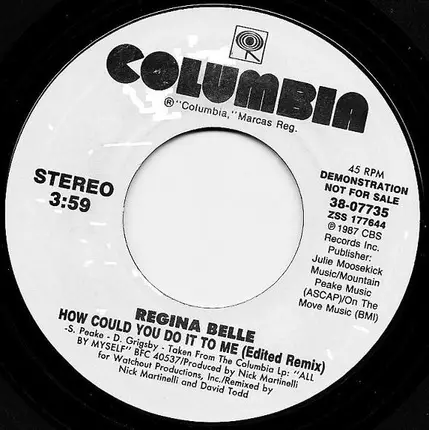 COLUMBIA
® "Columbia," Marcas Reg.
STEREO
3:59
45 RPM
DEMONSTRATION
NOT FOR SALE
38-07735
ZSS 177644
℗ 1987 CBS
Records Inc.
Publisher:
Julie Moosekick
Music/Mountain
Peake Music
(ASCAP)/On The
Move Music (BMI)
REGINA BELLE
HOW COULD YOU DO IT TO ME (Edited Remix)
-S. Peake - D. Grigsby - Taken From The Columbia Lp: "ALL
BY MYSELF" BFC 40537/Produced by Nick Martinelli
for Watchout Productions, Inc./Remixed by
Nick Martinelli and David Todd